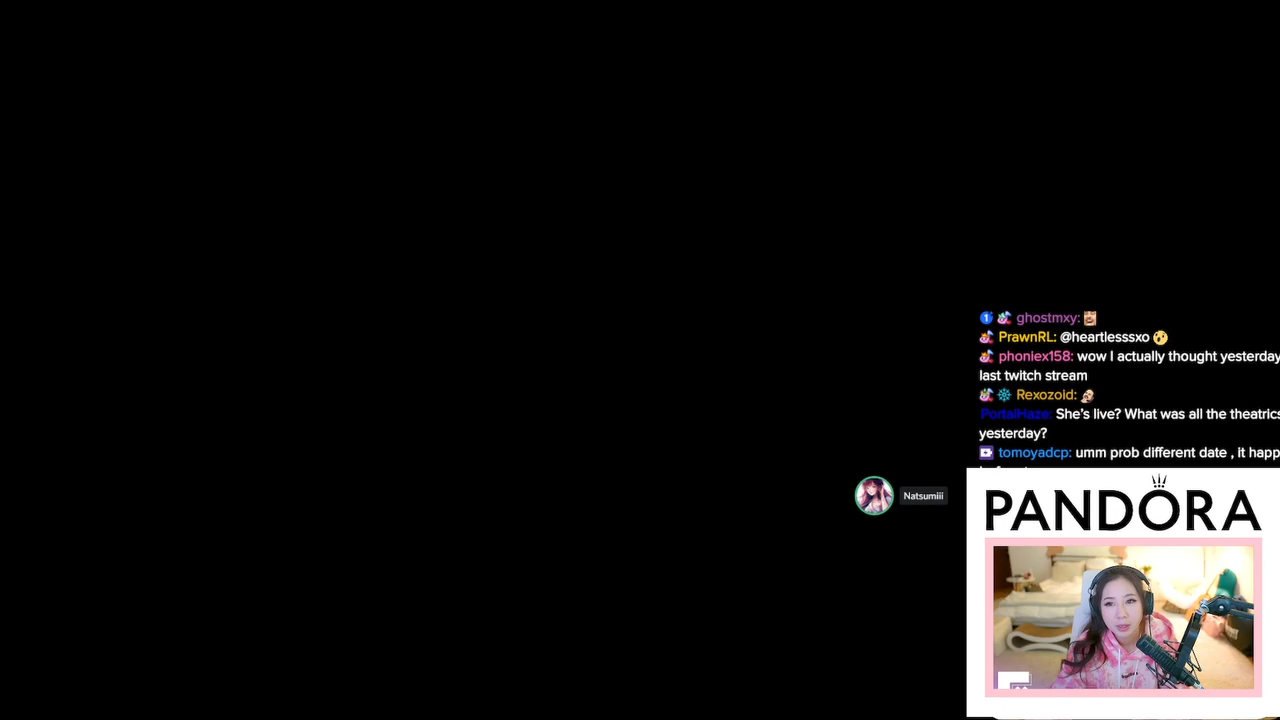 ghostmxy:
PrawnRL: @heartlesssxo
phoniex158: wow I actually thought yesterday
last twitch stream
Rexozoid:
PortalHaze: She's live? What was all the theatrics
yesterday?
tomoyadcp: umm prob different date , it happ
Natsumiii
PANDORA